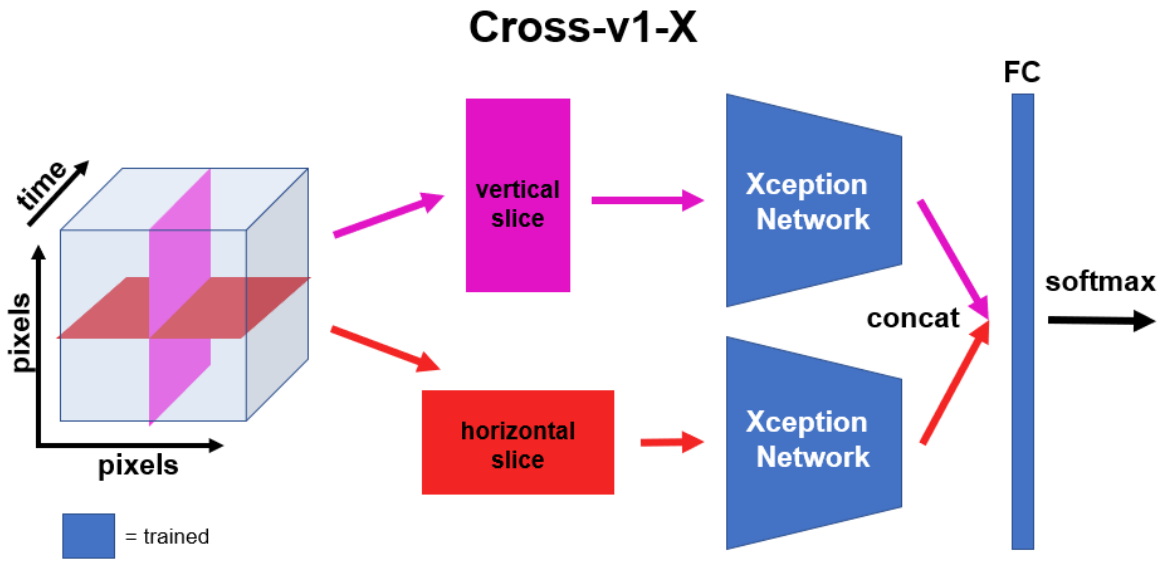 Cross-v1-X
FC
time
vertical
slice
Xception
Network
pixels
softmax
concat
horizontal
slice
Xception
Network
pixels
= trained